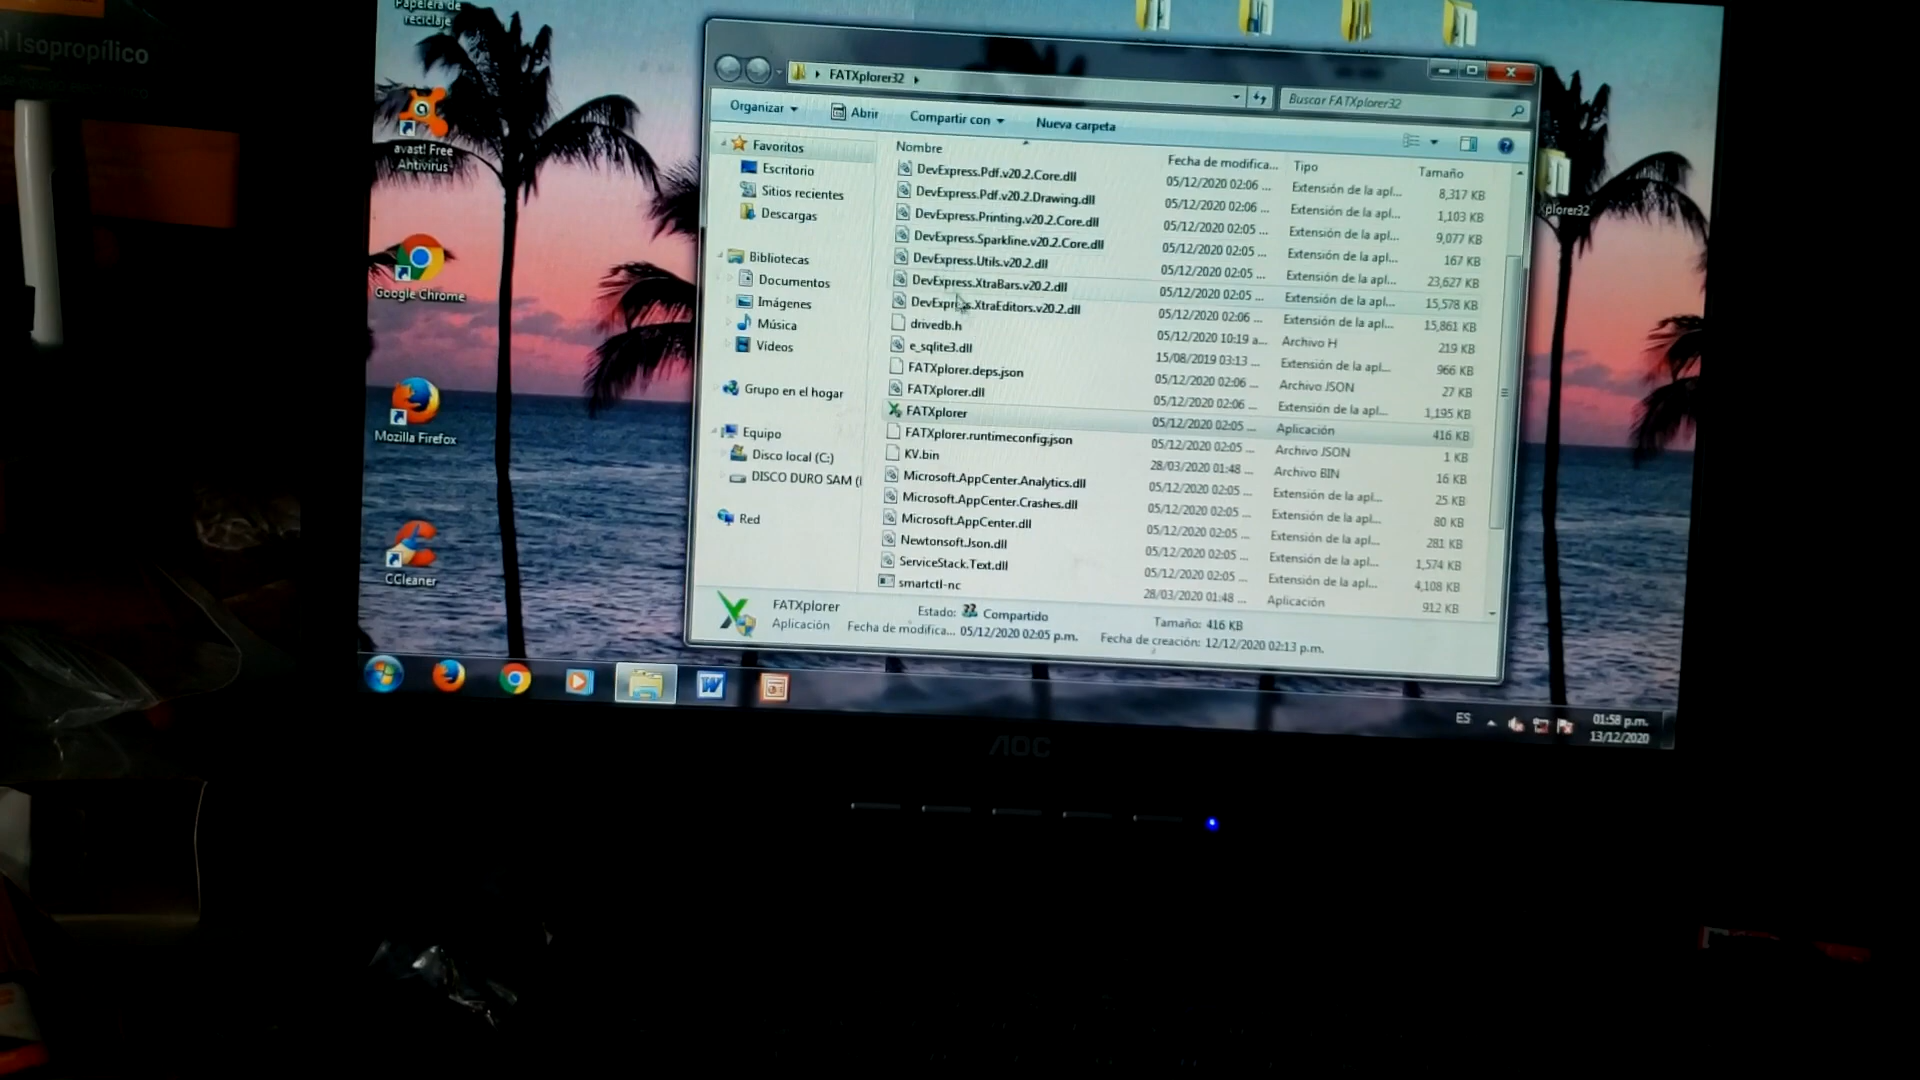 Papelera de
reciclaje
l Isopropílico
avast! Free
Antivirus
Google Chrome
Mozilla Firefox
CCleaner
xplorer32
FATXplorer32
Buscar FATXplorer32
Organizar
Abrir
Compartir con
Nueva carpeta
Favoritos
Escritorio
Sitios recientes
Descargas
Bibliotecas
Documentos
Imágenes
Música
Vídeos
Grupo en el hogar
Equipo
Disco local (C:)
DISCO DURO SAM (I
Red
Nombre Fecha de modifica... Tipo Tamaño
DevExpress.Pdf.v20.2.Core.dll 05/12/2020 02:06 ... Extensión de la apl... 8,317 KB
DevExpress.Pdf.v20.2.Drawing.dll 05/12/2020 02:06 ... Extensión de la apl... 1,103 KB
DevExpress.Printing.v20.2.Core.dll 05/12/2020 02:05 ... Extensión de la apl... 9,077 KB
DevExpress.Sparkline.v20.2.Core.dll 05/12/2020 02:05 ... Extensión de la apl... 167 KB
DevExpress.Utils.v20.2.dll 05/12/2020 02:05 ... Extensión de la apl... 23,627 KB
DevExpress.XtraBars.v20.2.dll 05/12/2020 02:05 ... Extensión de la apl... 15,578 KB
DevExpress.XtraEditors.v20.2.dll 05/12/2020 02:06 ... Extensión de la apl... 15,861 KB
drivedb.h 05/12/2020 10:19 a... Archivo H 219 KB
e_sqlite3.dll 15/08/2019 03:13 ... Extensión de la apl... 966 KB
FATXplorer.deps.json 05/12/2020 02:06 ... Archivo JSON 27 KB
FATXplorer.dll 05/12/2020 02:06 ... Extensión de la apl... 1,195 KB
FATXplorer 05/12/2020 02:05 ... Aplicación 416 KB
FATXplorer.runtimeconfig.json 05/12/2020 02:05 ... Archivo JSON 1 KB
KV.bin 28/03/2020 01:48 ... Archivo BIN 16 KB
Microsoft.AppCenter.Analytics.dll 05/12/2020 02:05 ... Extensión de la apl... 25 KB
Microsoft.AppCenter.Crashes.dll 05/12/2020 02:05 ... Extensión de la apl... 80 KB
Microsoft.AppCenter.dll 05/12/2020 02:05 ... Extensión de la apl... 281 KB
Newtonsoft.Json.dll 05/12/2020 02:05 ... Extensión de la apl... 1,574 KB
ServiceStack.Text.dll 05/12/2020 02:05 ... Extensión de la apl... 4,108 KB
smartctl-nc 28/03/2020 01:48 ... Aplicación 912 KB
FATXplorer Estado: Compartido Tamaño: 416 KB
Aplicación Fecha de modifica... 05/12/2020 02:05 p.m. Fecha de creación: 12/12/2020 02:13 p.m.
ES
01:58 p.m.
13/12/2020
AOC